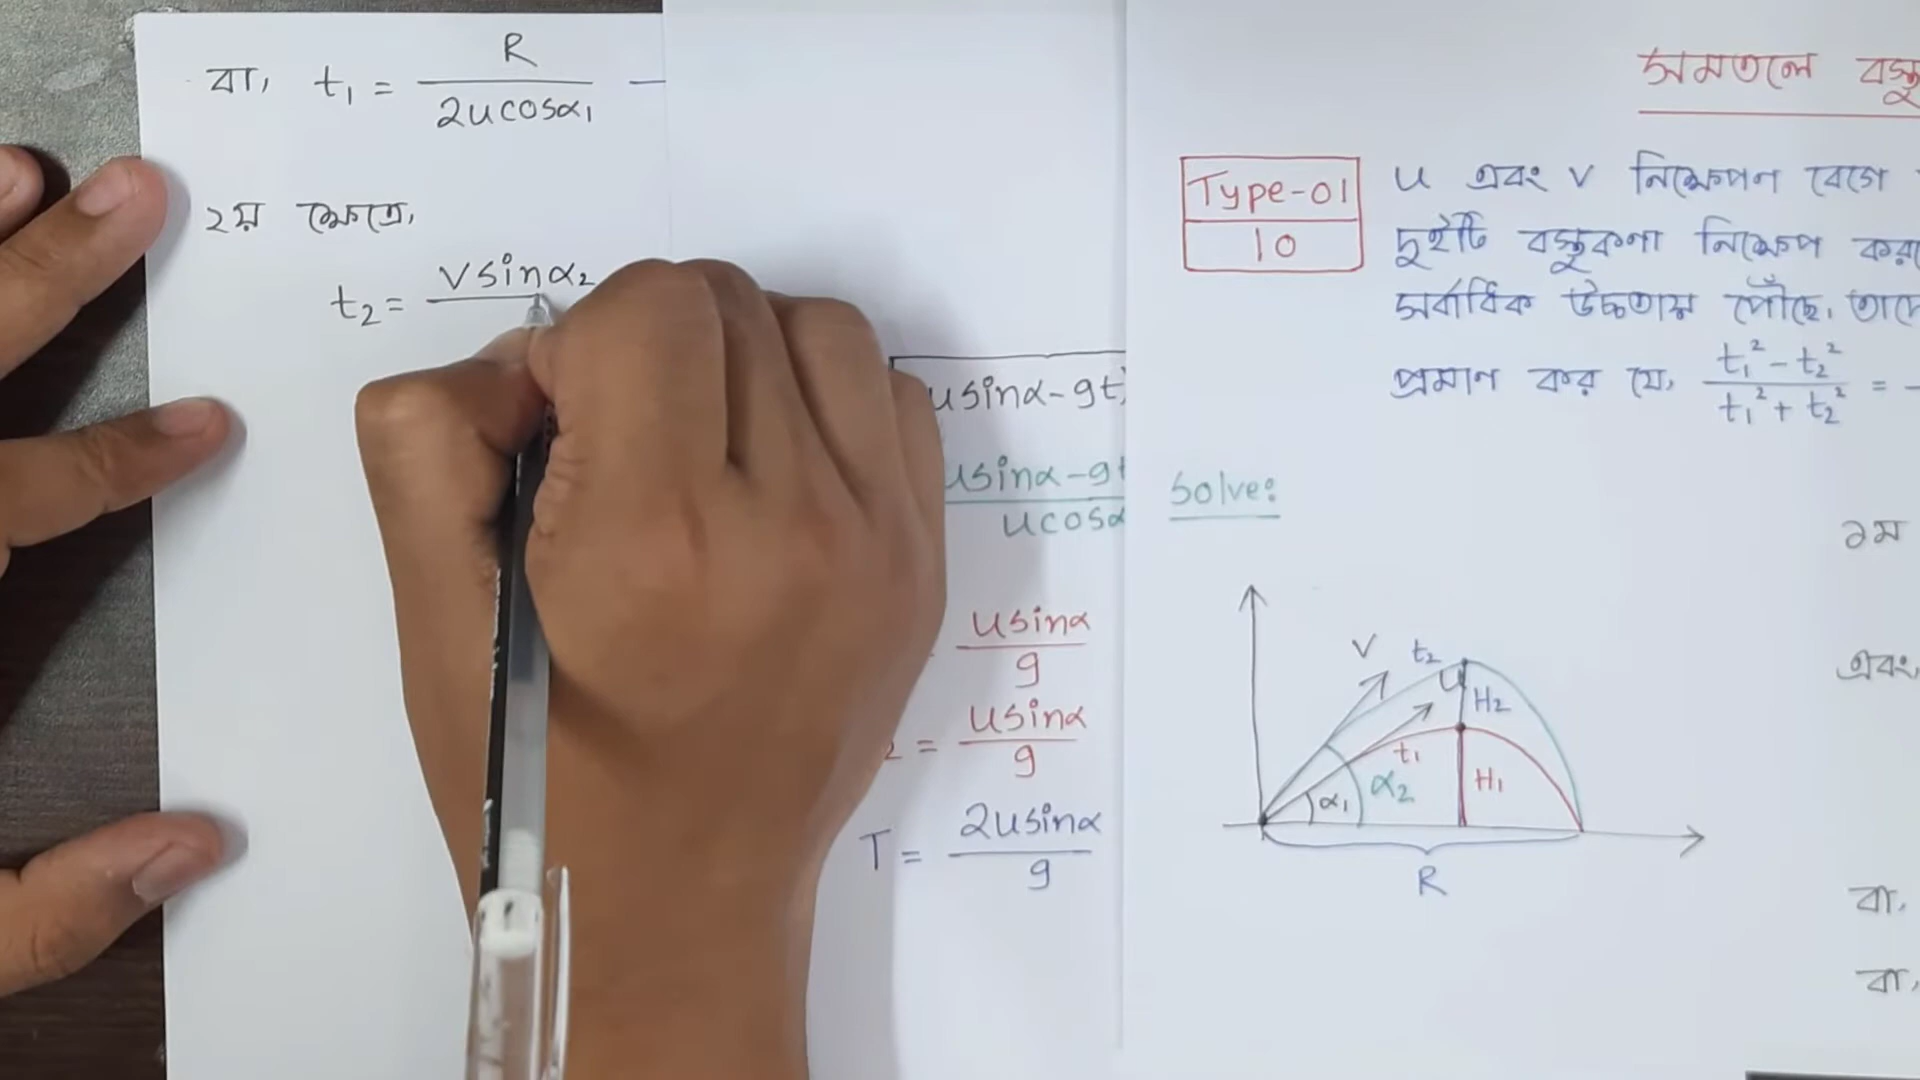 বা, t₁ = R / 2ucosα₁
২য় ক্ষেত্রে,
t₂ = vsinα₂
usinα - gt
usinα - gt / ucosα
usinα / g
₂ = usinα / g
T = 2usinα / g
সমতলে বস্তু
Type-01
10
u এবং v নিক্ষেপণ বেগে
দুইটি বস্তুকণা নিক্ষেপ কর
সর্বাধিক উচ্চতায় পৌঁছে, তা
প্রমাণ কর যে, t₁² - t₂² / t₁² + t₂² =
Solve:
১ম
এবং,
বা,
বা,
v
t₂
u
H₂
t₁
H₁
α₁
α₂
R